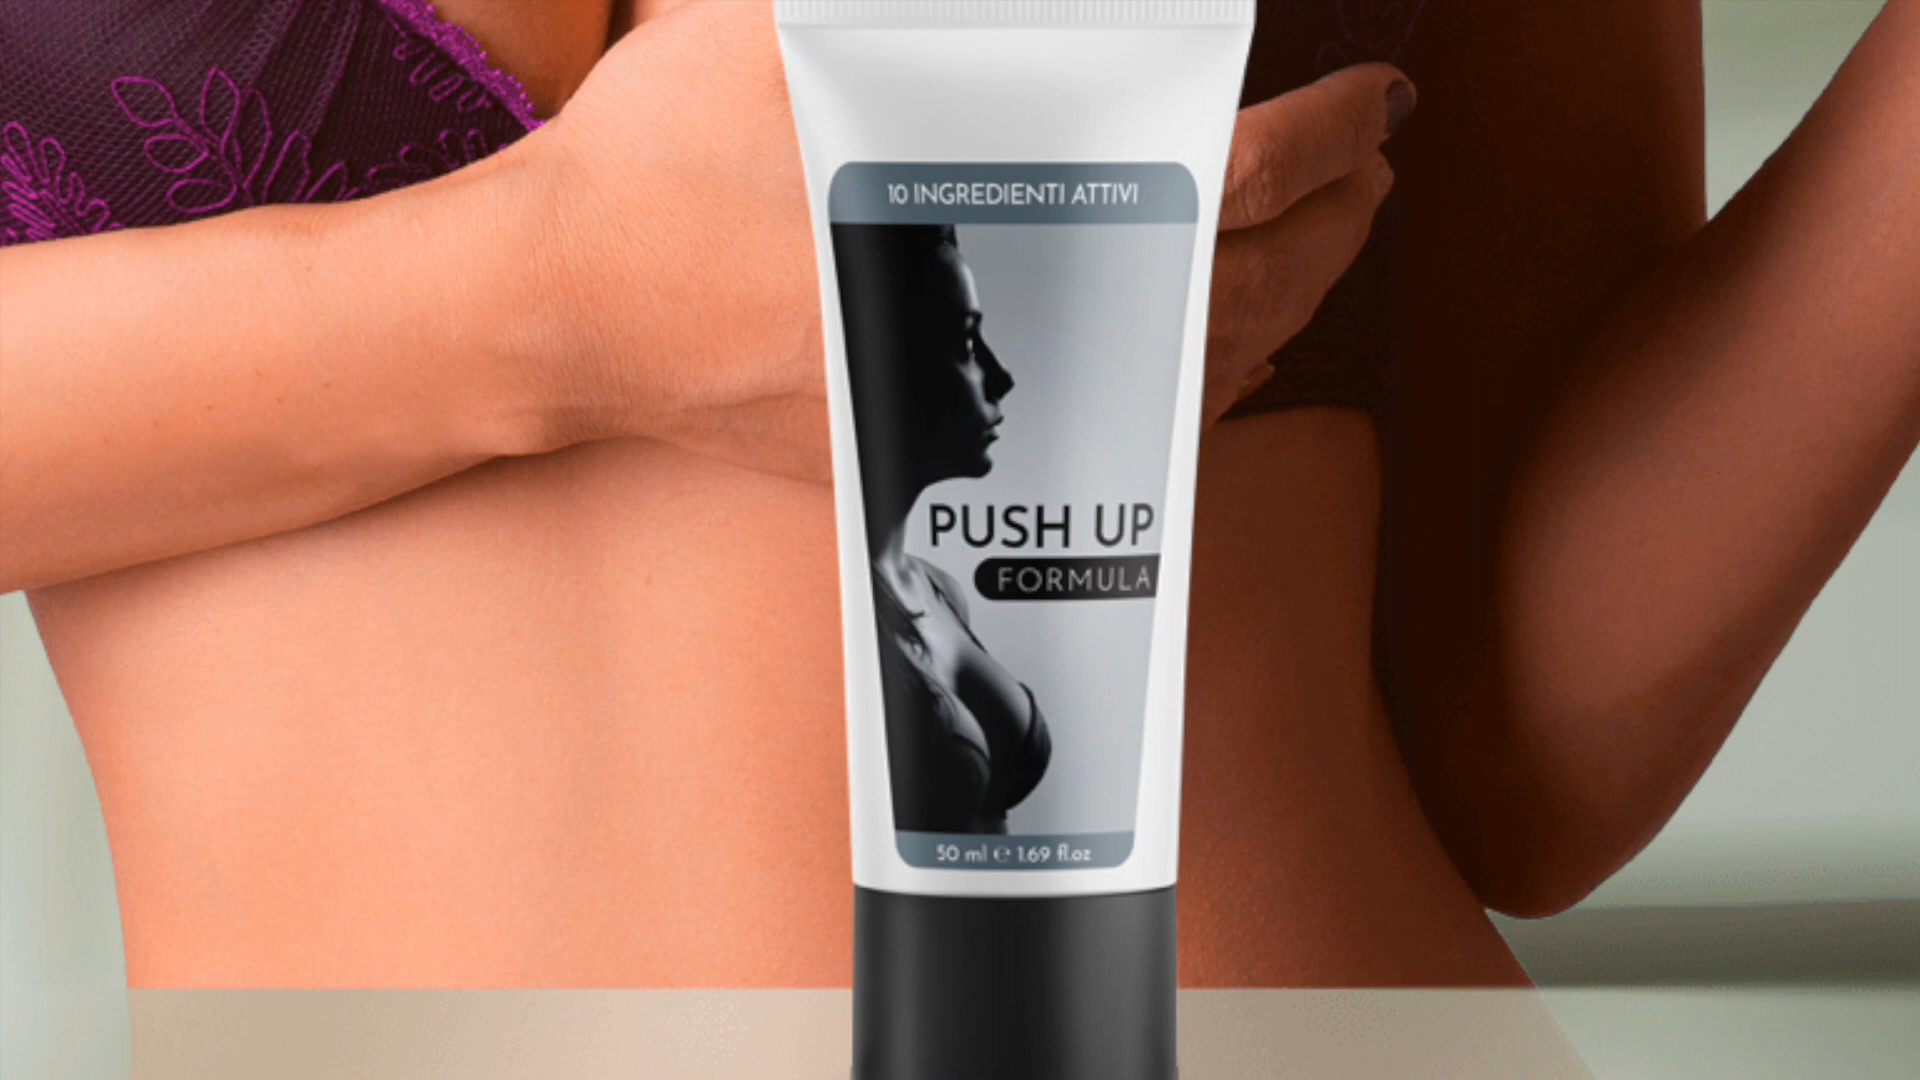 10 INGREDIENTI ATTIVI
PUSH UP
FORMULA
50 ml ℮ 1.69 fl.oz